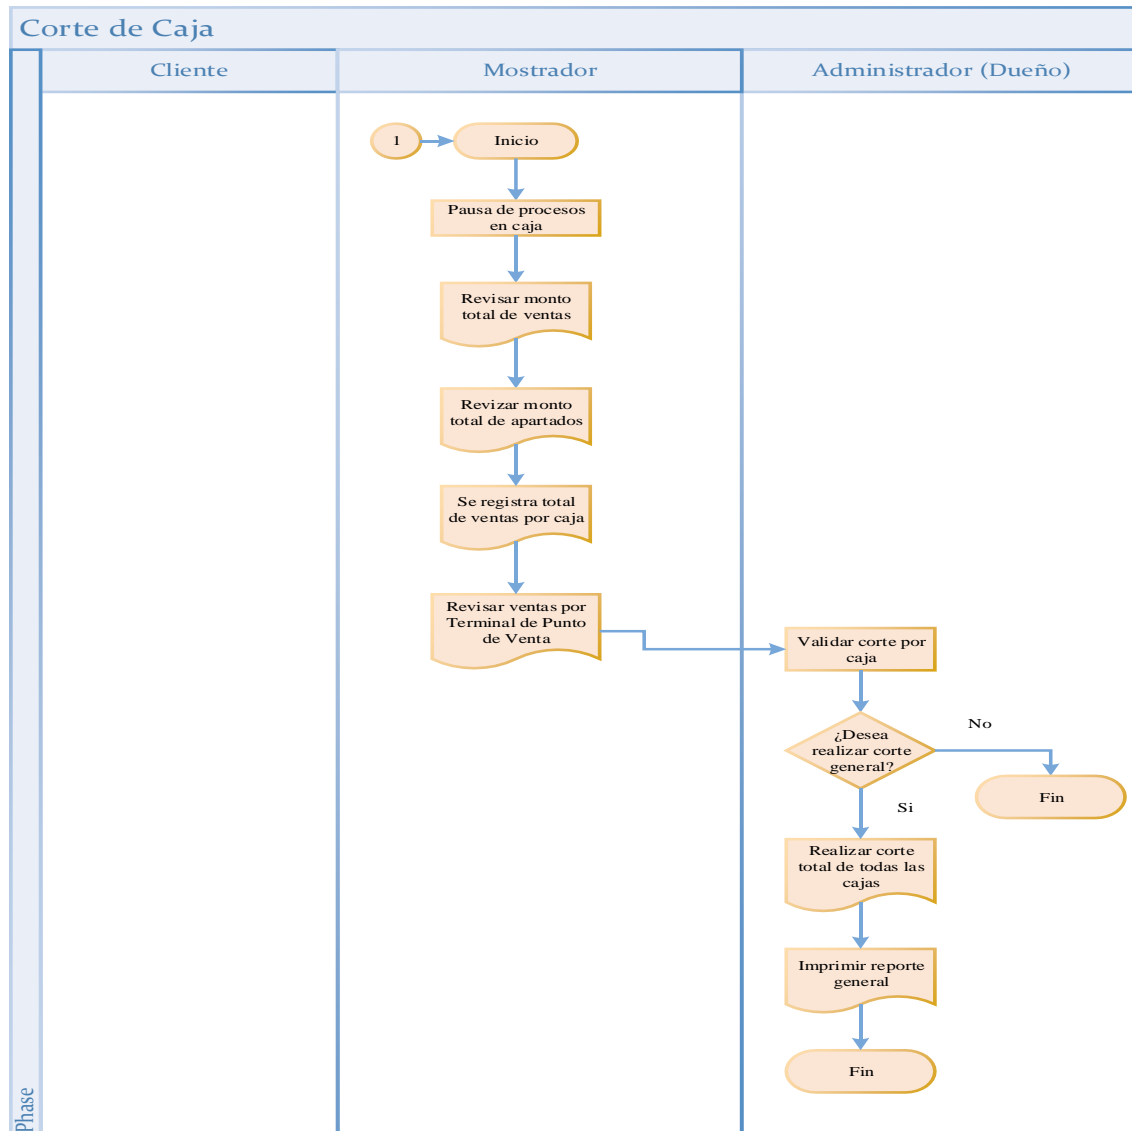 Corte de Caja
Cliente
Mostrador
Administrador (Dueño)
1
Inicio
Pausa de procesos
en caja
Revisar monto
total de ventas
Revizar monto
total de apartados
Se registra total
de ventas por caja
Revisar ventas por
Terminal de Punto
de Venta
Validar corte por
caja
¿Desea
realizar corte
general?
No
Fin
Si
Realizar corte
total de todas las
cajas
Imprimir reporte
general
Fin
Phase